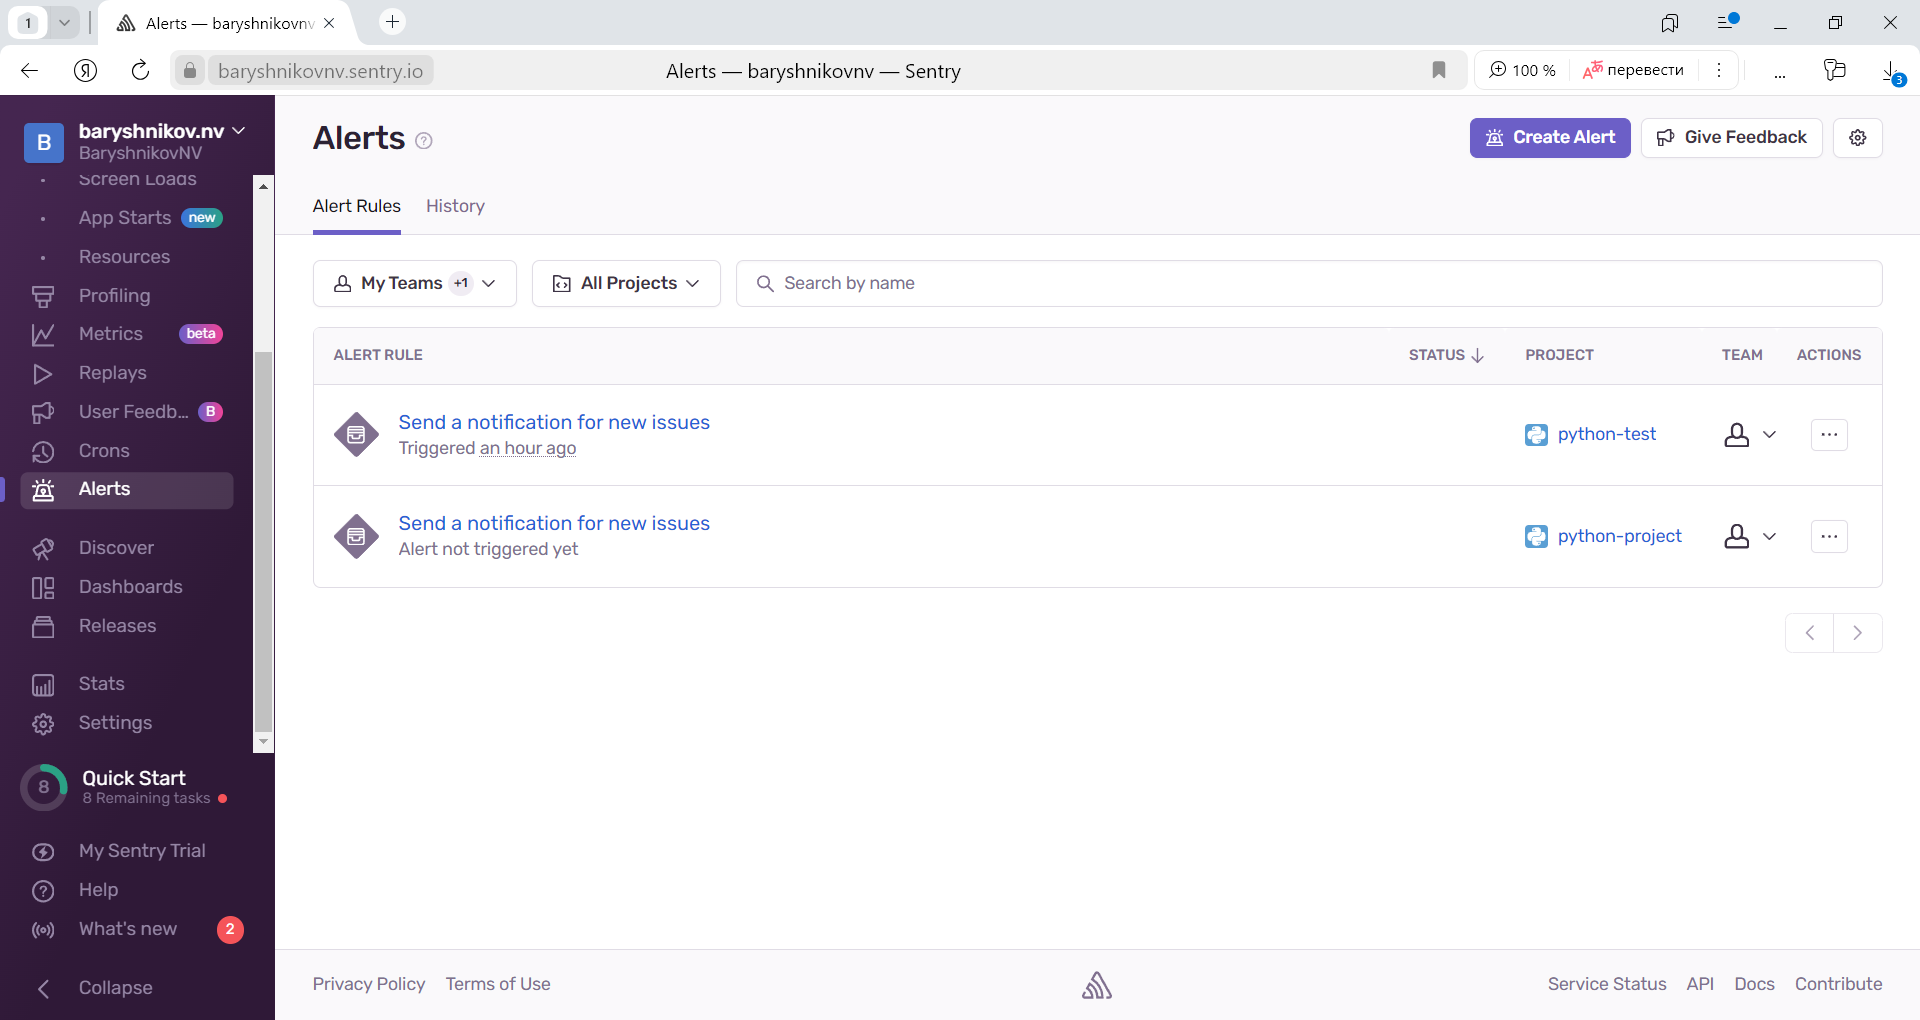 1
Alerts — baryshnikovnv
Я
baryshnikovnv.sentry.io
Alerts — baryshnikovnv — Sentry
100 %
перевести
3
B
baryshnikov.nv
BaryshnikovNV
Screen Loads
App Starts new
Resources
Profiling
Metrics beta
Replays
User Feedb... B
Crons
Alerts
Discover
Dashboards
Releases
Stats
Settings
8
Quick Start
8 Remaining tasks
My Sentry Trial
Help
What's new 2
Collapse
Alerts ?
Create Alert
Give Feedback
Alert Rules
History
My Teams +1
All Projects
Search by name
ALERT RULE STATUS PROJECT TEAM ACTIONS
Send a notification for new issues
Triggered an hour ago
python-test
Send a notification for new issues
Alert not triggered yet
python-project
Privacy Policy Terms of Use
Service Status API Docs Contribute